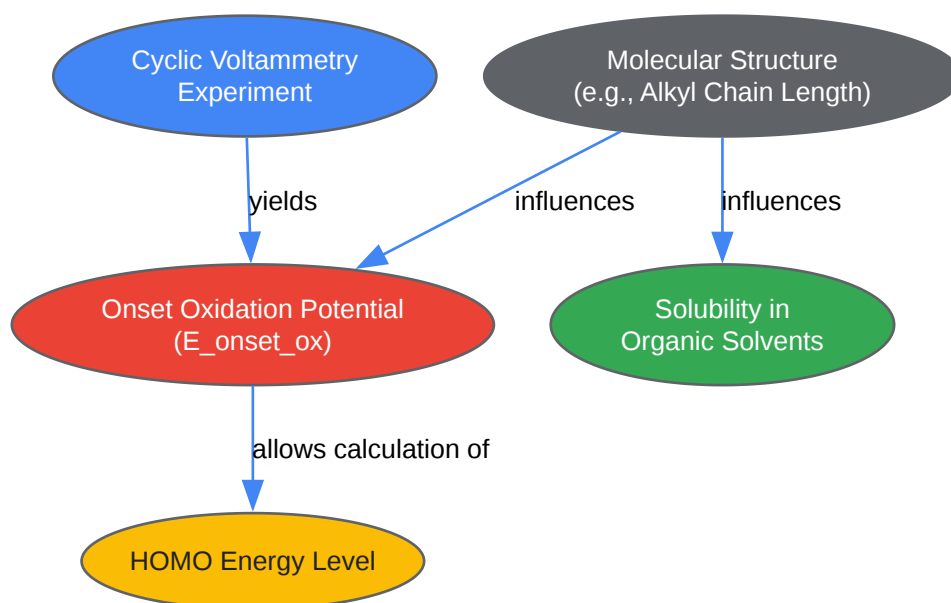 Cyclic Voltammetry
Experiment
Molecular Structure
(e.g., Alkyl Chain Length)
yields
influences
influences
Onset Oxidation Potential
(E_onset_ox)
Solubility in
Organic Solvents
allows calculation of
HOMO Energy Level